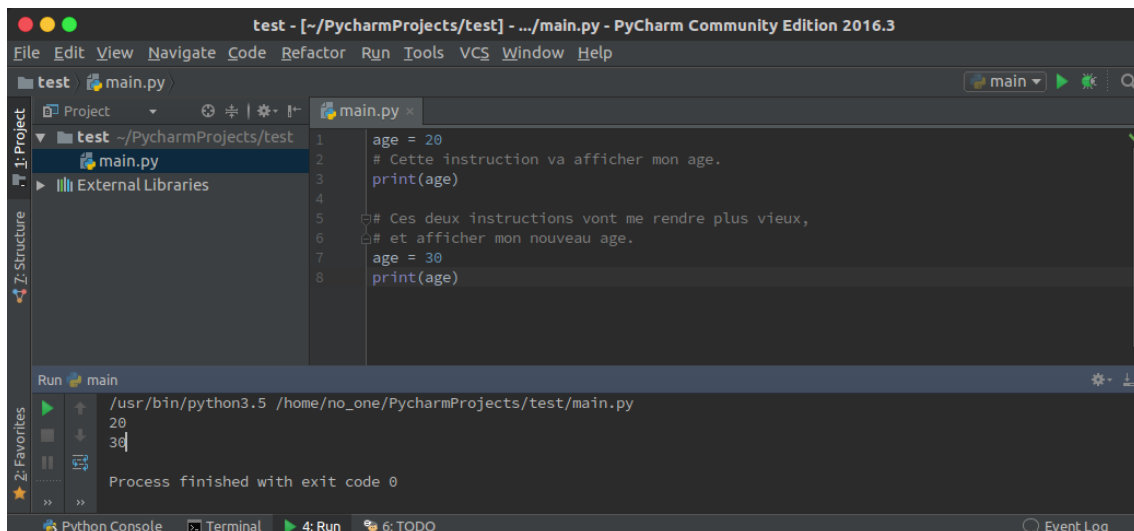 test - [~/PycharmProjects/test] - .../main.py - PyCharm Community Edition 2016.3
File Edit View Navigate Code Refactor Run Tools VCS Window Help
test main.py main
1: Project
Project
main.py ×
test ~/PycharmProjects/test
main.py
External Libraries
7: Structure
1 age = 20
2 # Cette instruction va afficher mon age.
3 print(age)
4
5 # Ces deux instructions vont me rendre plus vieux,
6 # et afficher mon nouveau age.
7 age = 30
8 print(age)
Run main
2: Favorites
/usr/bin/python3.5 /home/no_one/PycharmProjects/test/main.py
20
30
Process finished with exit code 0
Python Console Terminal 4: Run 6: TODO Event Log